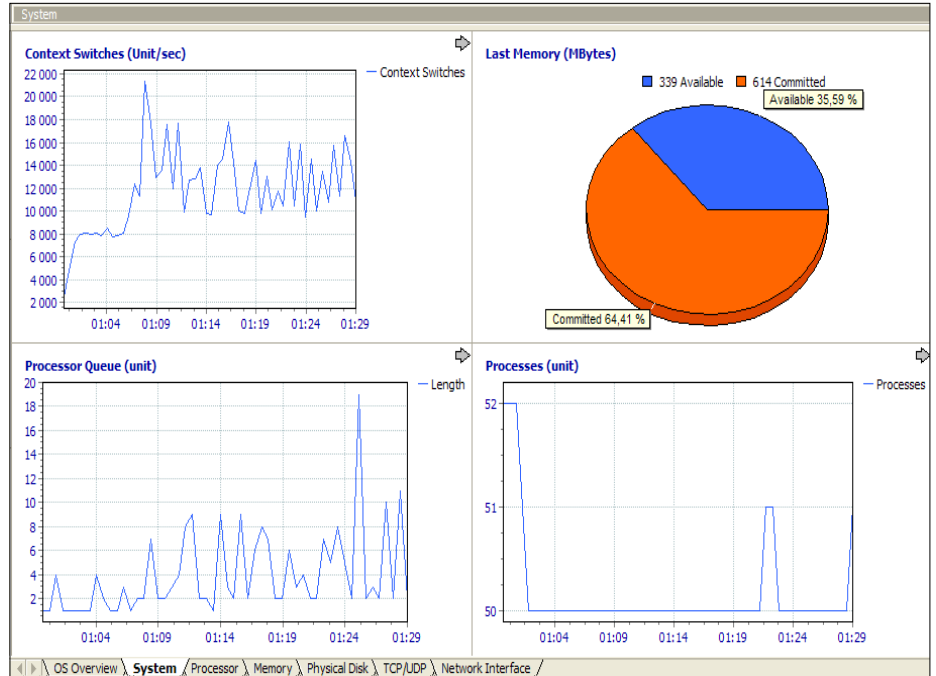 System
Context Switches (Unit/sec)
Context Switches
22 000
20 000
18 000
16 000
14 000
12 000
10 000
8 000
6 000
4 000
2 000
01:04 01:09 01:14 01:19 01:24 01:29
Last Memory (MBytes)
339 Available 614 Committed
Available 35,59 %
Committed 64,41 %
Processor Queue (unit)
Length
20
18
16
14
12
10
8
6
4
2
01:04 01:09 01:14 01:19 01:24 01:29
Processes (unit)
Processes
52
51
50
01:04 01:09 01:14 01:19 01:24 01:29
OS Overview System Processor Memory Physical Disk TCP/UDP Network Interface